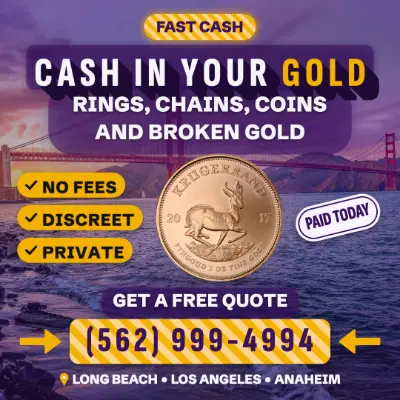 FAST CASH
CASH IN YOUR GOLD
RINGS, CHAINS, COINS
AND BROKEN GOLD
NO FEES
DISCREET
PRIVATE
KRUGERRAND
20 17
FYNGOUD 1 OZ FINE GOLD
PAID TODAY
GET A FREE QUOTE
(562) 999-4994
LONG BEACH • LOS ANGELES • ANAHEIM